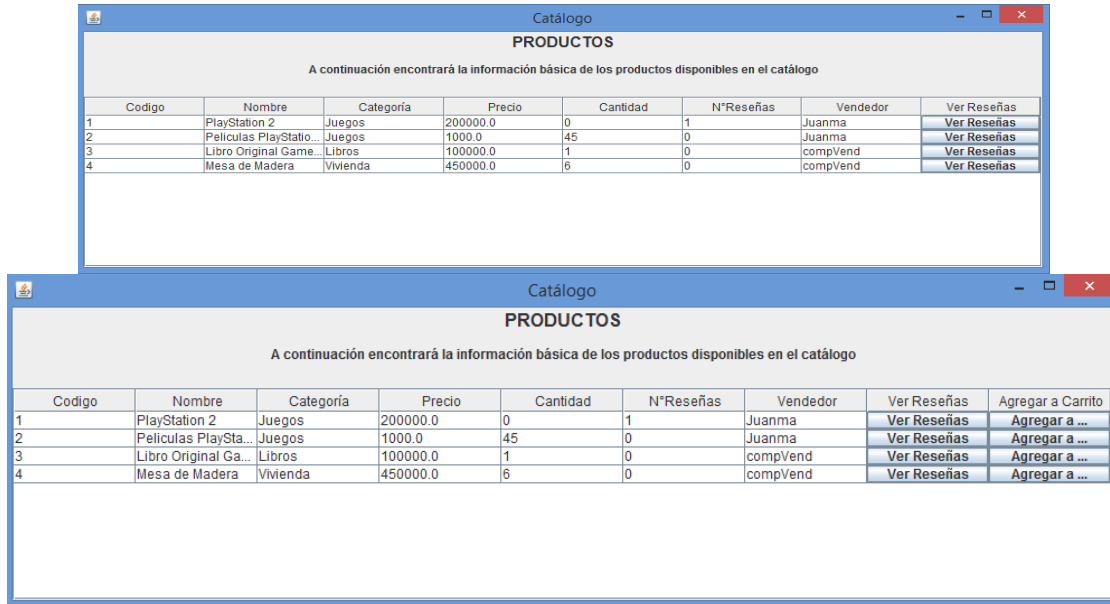 Catálogo
PRODUCTOS
A continuación encontrará la información básica de los productos disponibles en el catálogo
Codigo Nombre Categoría Precio Cantidad N°Reseñas Vendedor Ver Reseñas
1 PlayStation 2 Juegos 200000.0 0 1 Juanma Ver Reseñas
2 Peliculas PlayStatio... Juegos 1000.0 45 0 Juanma Ver Reseñas
3 Libro Original Game... Libros 100000.0 1 0 compVend Ver Reseñas
4 Mesa de Madera Vivienda 450000.0 6 0 compVend Ver Reseñas
Catálogo
PRODUCTOS
A continuación encontrará la información básica de los productos disponibles en el catálogo
Codigo Nombre Categoría Precio Cantidad N°Reseñas Vendedor Ver Reseñas Agregar a Carrito
1 PlayStation 2 Juegos 200000.0 0 1 Juanma Ver Reseñas Agregar a ...
2 Peliculas PlaySta... Juegos 1000.0 45 0 Juanma Ver Reseñas Agregar a ...
3 Libro Original Ga... Libros 100000.0 1 0 compVend Ver Reseñas Agregar a ...
4 Mesa de Madera Vivienda 450000.0 6 0 compVend Ver Reseñas Agregar a ...